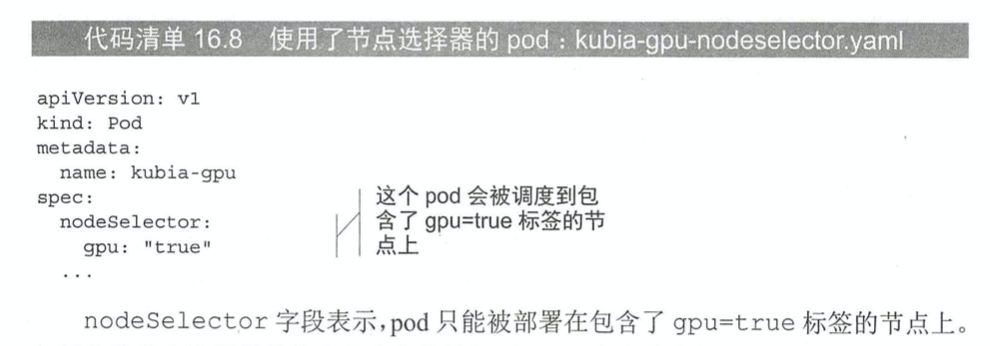 代码清单 16.8 使用了节点选择器的 pod：kubia-gpu-nodeselector.yaml
apiVersion: v1
kind: Pod
metadata:
  name: kubia-gpu
spec:
  nodeSelector:
    gpu: "true"
  ...
这个 pod 会被调度到包
含了 gpu=true 标签的节
点上
nodeSelector 字段表示,pod 只能被部署在包含了 gpu=true 标签的节点上。